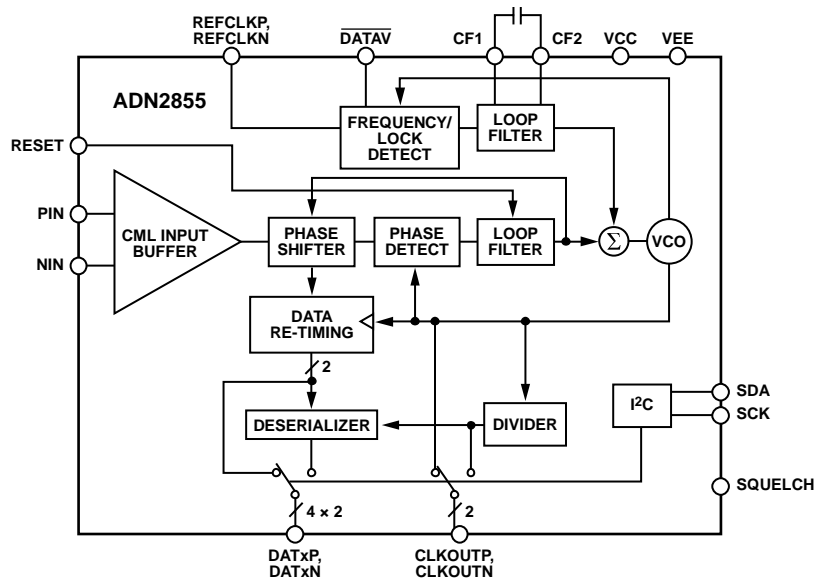 REFCLKP,
REFCLKN
DATAV
CF1
CF2
VCC
VEE
ADN2855
FREQUENCY/
LOCK
DETECT
LOOP
FILTER
RESET
PIN
NIN
CML INPUT
BUFFER
PHASE
SHIFTER
PHASE
DETECT
LOOP
FILTER
Σ
VCO
DATA
RE-TIMING
2
DESERIALIZER
DIVIDER
I²C
SDA
SCK
SQUELCH
4 × 2
2
DATxP,
DATxN
CLKOUTP,
CLKOUTN